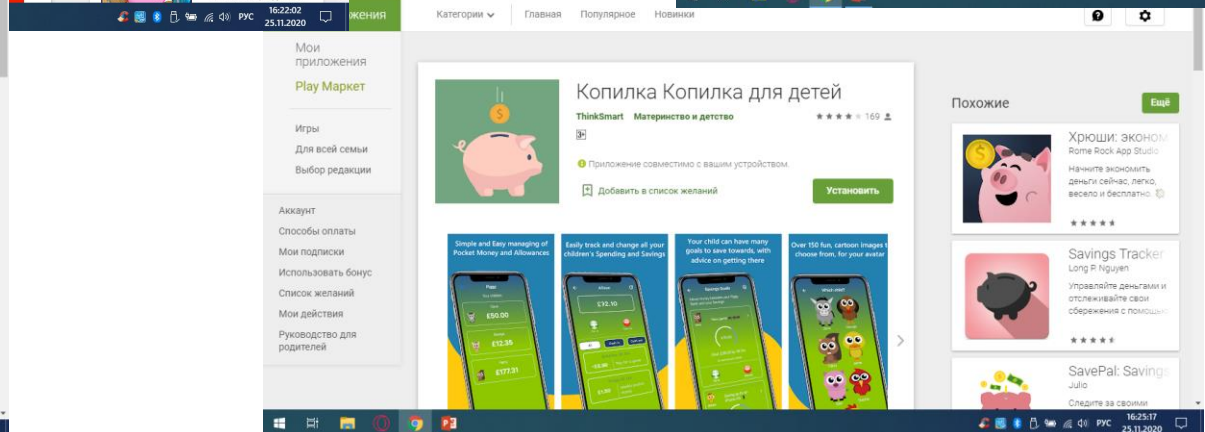 16:22:02
РУС
25.11.2020
жения
Категории
Главная
Популярное
Новинки
Мои
приложения
Play Маркет
Игры
Для всей семьи
Выбор редакции
Аккаунт
Способы оплаты
Мои подписки
Использовать бонус
Список желаний
Мои действия
Руководство для
родителей
Копилка Копилка для детей
ThinkSmart Материнство и детство
169
3+
Приложение совместимо с вашим устройством.
Добавить в список желаний
Установить
Simple and Easy managing of
Pocket Money and Allowances
£50.00
£12.35
£177.31
Easily track and change all your
children's Spending and Savings
£32.10
Your child can have many
goals to save towards, with
advice on getting there
Over 150 fun, cartoon images t
choose from, for your avatar
Похожие
Ещё
Хрюши: эконом
Rome Rock App Studio
Начните экономить
деньги сейчас, легко,
весело и бесплатно.
Savings Tracker
Long P. Nguyen
Управляйте деньгами и
отслеживайте свои
сбережения с помощью
SavePal: Savings
Julio
Следите за своими
РУС
16:25:17
25.11.2020